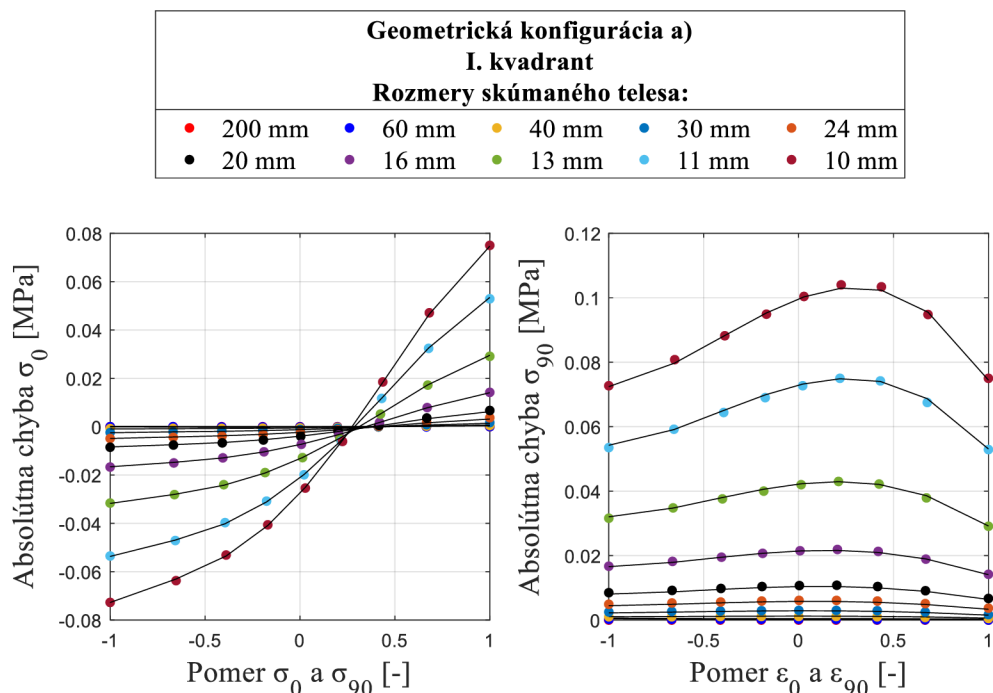 Geometrická konfigurácia a)
I. kvadrant
Rozmery skúmaného telesa:
200 mm 60 mm 40 mm 30 mm 24 mm
20 mm 16 mm 13 mm 11 mm 10 mm
Absolútna chyba σ0 [MPa]
0.08
0.06
0.04
0.02
0
-0.02
-0.04
-0.06
-0.08
-1 -0.5 0 0.5 1
Pomer σ0 a σ90 [-]
Absolútna chyba σ90 [MPa]
0.12
0.1
0.08
0.06
0.04
0.02
0
-1 -0.5 0 0.5 1
Pomer ε0 a ε90 [-]